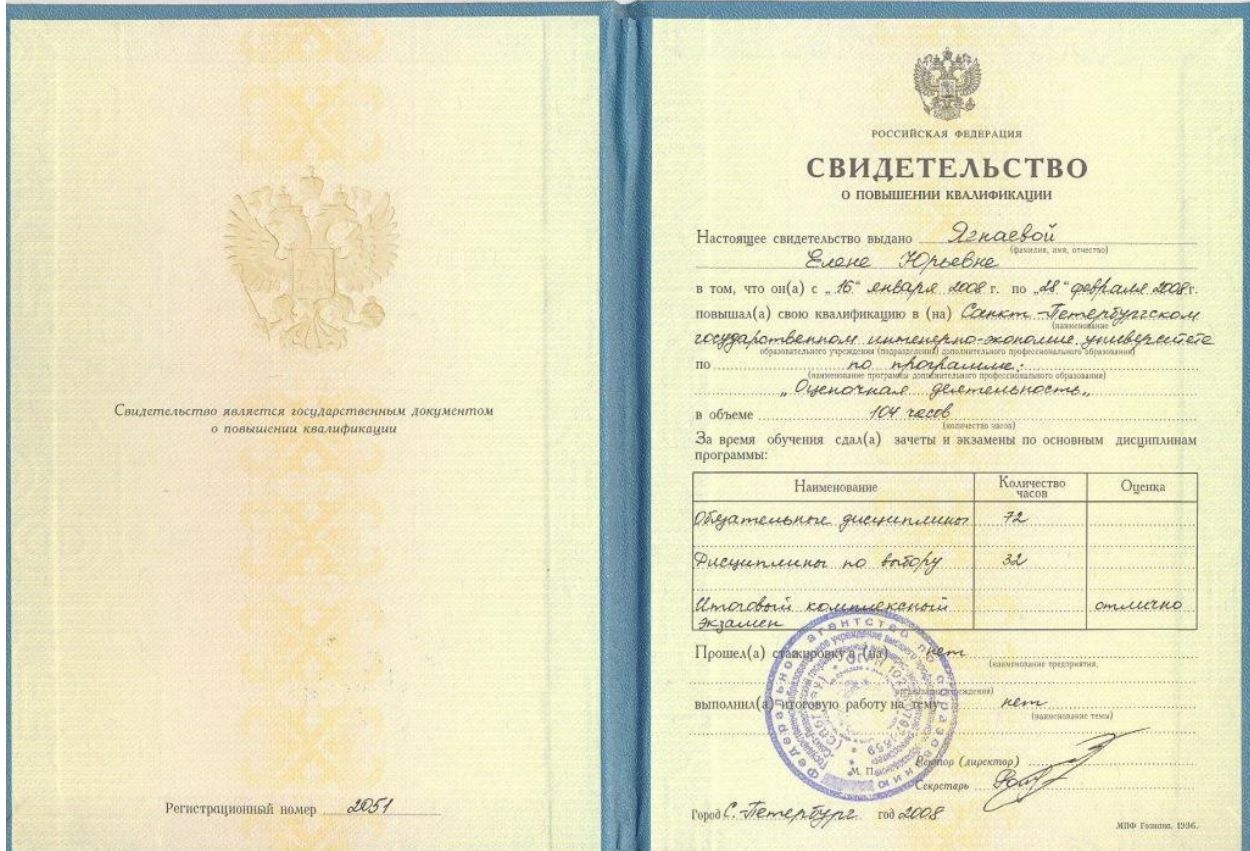 Свидетельство является государственным документом
о повышении квалификации
Регистрационный номер 2051
РОССИЙСКАЯ ФЕДЕРАЦИЯ
СВИДЕТЕЛЬСТВО
О ПОВЫШЕНИИ КВАЛИФИКАЦИИ
Настоящее свидетельство выдано Ягнаевой
(фамилия, имя, отчество)
Елене Юрьевне
в том, что он(а) с „ 16 " января 2008 г. по „28" февраля 2008 г.
повышал(а) свою квалификацию в (на) Санкт-Петербургском
(наименование
государственном инженерно-экономич. университете
образовательного учреждения (подразделения) дополнительного профессионального образования)
по по программе:
(наименование программы дополнительного профессионального образования)
„Оценочная деятельность„
в объеме 104 часов
(количество часов)
За время обучения сдал(а) зачеты и экзамены по основным дисциплинам
программы:
Наименование Количество часов Оценка
Обязательные дисциплины 72
Дисциплины по выбору 32
Итоговый комплексный отлично
экзамен
Прошел(а) стажировку в (на) нет
(наименование предприятия,
организации, учреждения)
выполнил(а) итоговую работу на тему нет
(наименование темы)
Федеральное агентство по образованию
М. П.
Ректор (директор)
Секретарь
Город С.-Петербург год 2008
МПФ Гознака. 1996.